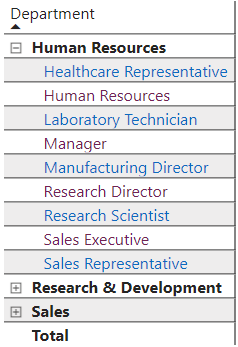 Department
Human Resources
Healthcare Representative
Human Resources
Laboratory Technician
Manager
Manufacturing Director
Research Director
Research Scientist
Sales Executive
Sales Representative
Research & Development
Sales
Total